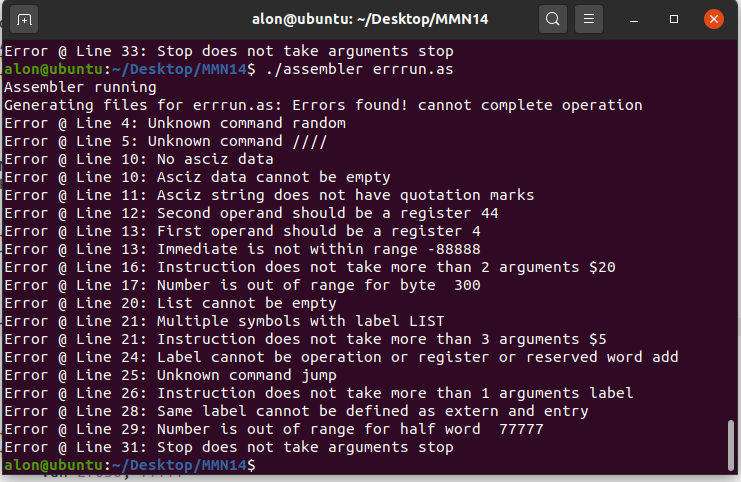 alon@ubuntu: ~/Desktop/MMN14
Error @ Line 33: Stop does not take arguments stop
alon@ubuntu:~/Desktop/MMN14$ ./assembler errrun.as
Assembler running
Generating files for errrun.as: Errors found! cannot complete operation
Error @ Line 4: Unknown command random
Error @ Line 5: Unknown command ////
Error @ Line 10: No asciz data
Error @ Line 10: Asciz data cannot be empty
Error @ Line 11: Asciz string does not have quotation marks
Error @ Line 12: Second operand should be a register 44
Error @ Line 13: First operand should be a register 4
Error @ Line 13: Immediate is not within range -88888
Error @ Line 16: Instruction does not take more than 2 arguments $20
Error @ Line 17: Number is out of range for byte  300
Error @ Line 20: List cannot be empty
Error @ Line 21: Multiple symbols with label LIST
Error @ Line 21: Instruction does not take more than 3 arguments $5
Error @ Line 24: Label cannot be operation or register or reserved word add
Error @ Line 25: Unknown command jump
Error @ Line 26: Instruction does not take more than 1 arguments label
Error @ Line 28: Same label cannot be defined as extern and entry
Error @ Line 29: Number is out of range for half word  77777
Error @ Line 31: Stop does not take arguments stop
alon@ubuntu:~/Desktop/MMN14$